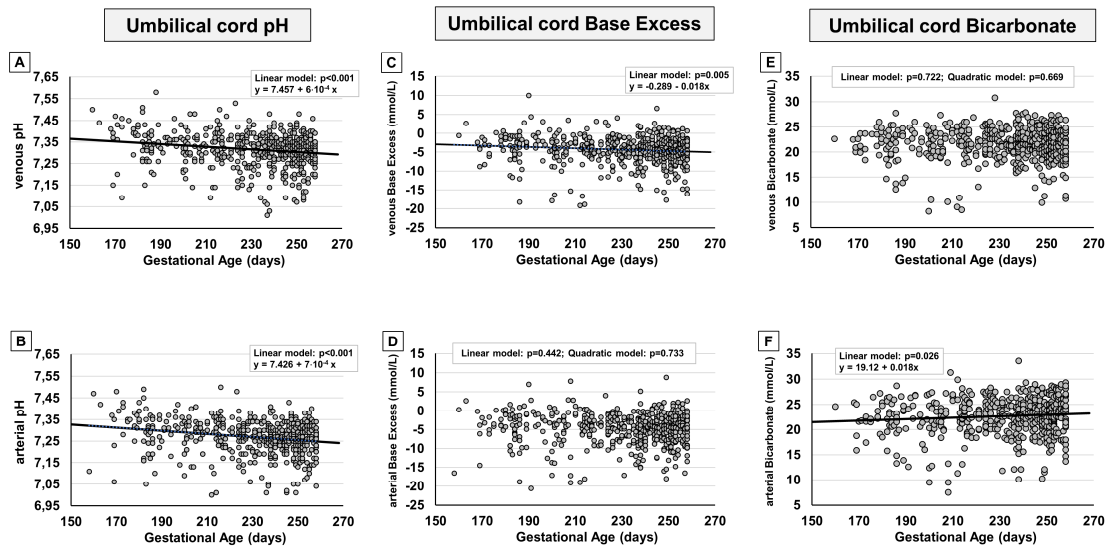 Umbilical cord pH
Umbilical cord Base Excess
Umbilical cord Bicarbonate
A
Linear model: p<0.001
y = 7.457 + 6·10⁻⁴ x
7,65
7,55
7,45
7,35
7,25
7,15
7,05
6,95
venous pH
150 170 190 210 230 250 270
Gestational Age (days)
C
Linear model: p=0.005
y = -0.289 - 0.018x
15
10
5
0
-5
-10
-15
-20
-25
venous Base Excess (mmol/L)
150 170 190 210 230 250 270
Gestational Age (days)
E
Linear model: p=0.722; Quadratic model: p=0.669
35
30
25
20
15
10
5
venous Bicarbonate (mmol/L)
150 170 190 210 230 250 270
Gestational Age (days)
B
Linear model: p<0.001
y = 7.426 + 7·10⁻⁴ x
7,65
7,55
7,45
7,35
7,25
7,15
7,05
6,95
arterial pH
150 170 190 210 230 250 270
Gestational Age (days)
D
Linear model: p=0.442; Quadratic model: p=0.733
15
10
5
0
-5
-10
-15
-20
-25
arterial Base Excess (mmol/L)
150 170 190 210 230 250 270
Gestational Age (days)
F
Linear model: p=0.026
y = 19.12 + 0.018x
35
30
25
20
15
10
5
arterial Bicarbonate (mmol/L)
150 170 190 210 230 250 270
Gestational Age (days)